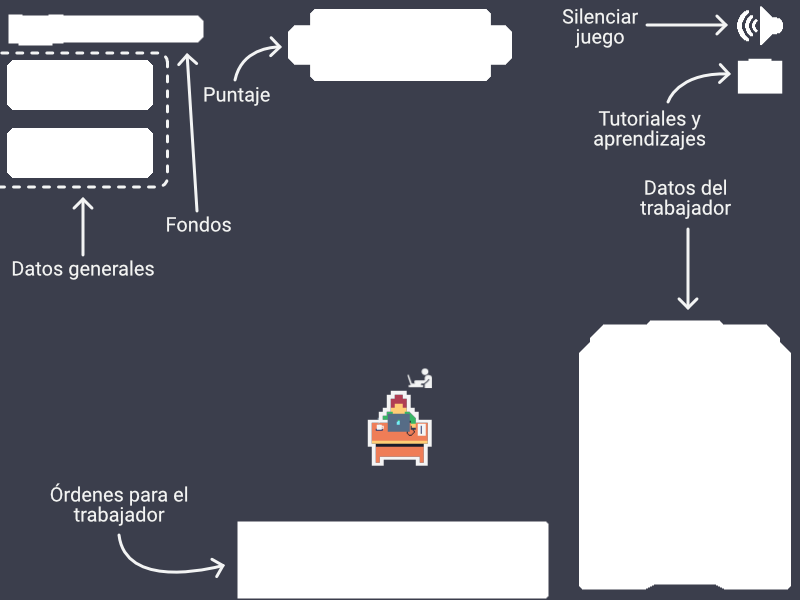 Silenciar
juego
Puntaje
Tutoriales y
aprendizajes
Datos del
trabajador
Fondos
Datos generales
Órdenes para el
trabajador